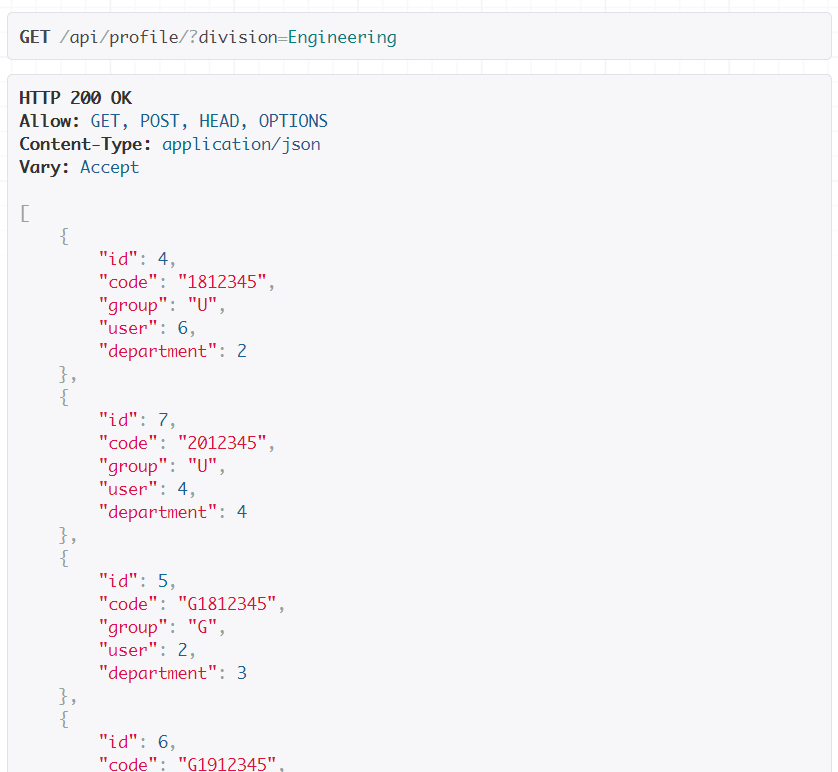 GET /api/profile/?division=Engineering
HTTP 200 OK
Allow: GET, POST, HEAD, OPTIONS
Content-Type: application/json
Vary: Accept
[
    {
        "id": 4,
        "code": "1812345",
        "group": "U",
        "user": 6,
        "department": 2
    },
    {
        "id": 7,
        "code": "2012345",
        "group": "U",
        "user": 4,
        "department": 4
    },
    {
        "id": 5,
        "code": "G1812345",
        "group": "G",
        "user": 2,
        "department": 3
    },
    {
        "id": 6,
        "code": "G1912345",